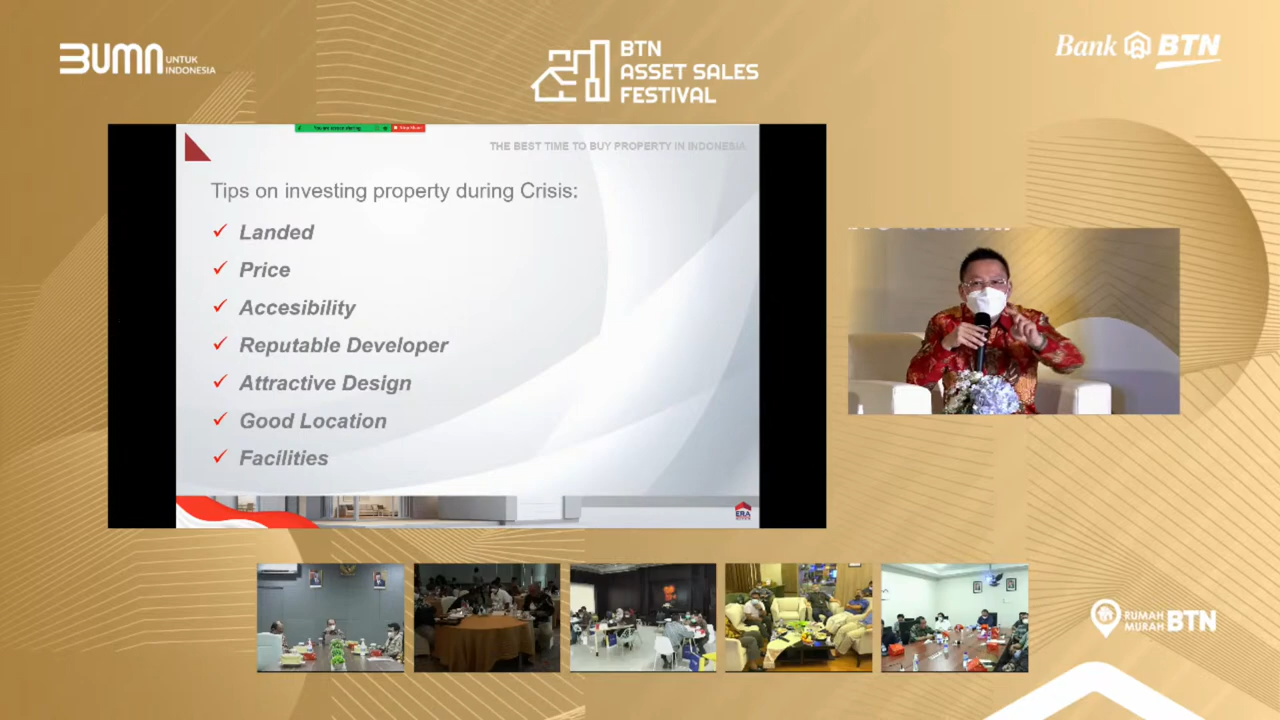 BUMN
UNTUK
INDONESIA
BTN
ASSET SALES
FESTIVAL
Bank BTN
THE BEST TIME TO BUY PROPERTY IN INDONESIA
Tips on investing property during Crisis:
Landed
Price
Accesibility
Reputable Developer
Attractive Design
Good Location
Facilities
ERA
RUMAH
MURAH BTN